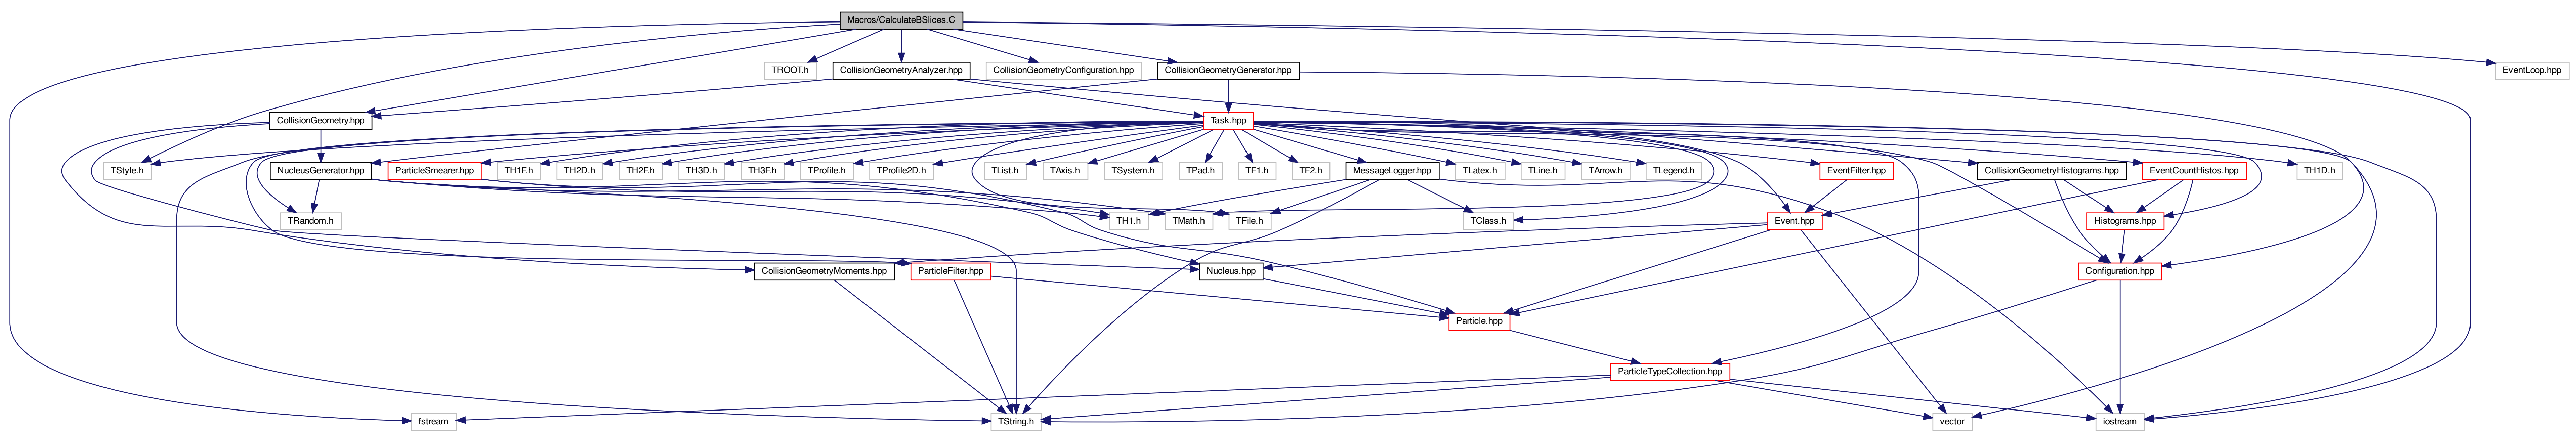 Macros/CalculateBSlices.C
TROOT.h
CollisionGeometryAnalyzer.hpp
CollisionGeometryConfiguration.hpp
CollisionGeometryGenerator.hpp
EventLoop.hpp
CollisionGeometry.hpp
Task.hpp
TStyle.h
NucleusGenerator.hpp
ParticleSmearer.hpp
TH1F.h
TH2D.h
TH2F.h
TH3D.h
TH3F.h
TProfile.h
TProfile2D.h
TList.h
TAxis.h
TSystem.h
TPad.h
TF1.h
TF2.h
MessageLogger.hpp
TLatex.h
TLine.h
TArrow.h
TLegend.h
EventFilter.hpp
CollisionGeometryHistograms.hpp
EventCountHistos.hpp
TH1D.h
TRandom.h
TH1.h
TMath.h
TFile.h
TClass.h
Event.hpp
Histograms.hpp
CollisionGeometryMoments.hpp
ParticleFilter.hpp
Nucleus.hpp
Configuration.hpp
Particle.hpp
ParticleTypeCollection.hpp
fstream
TString.h
vector
iostream